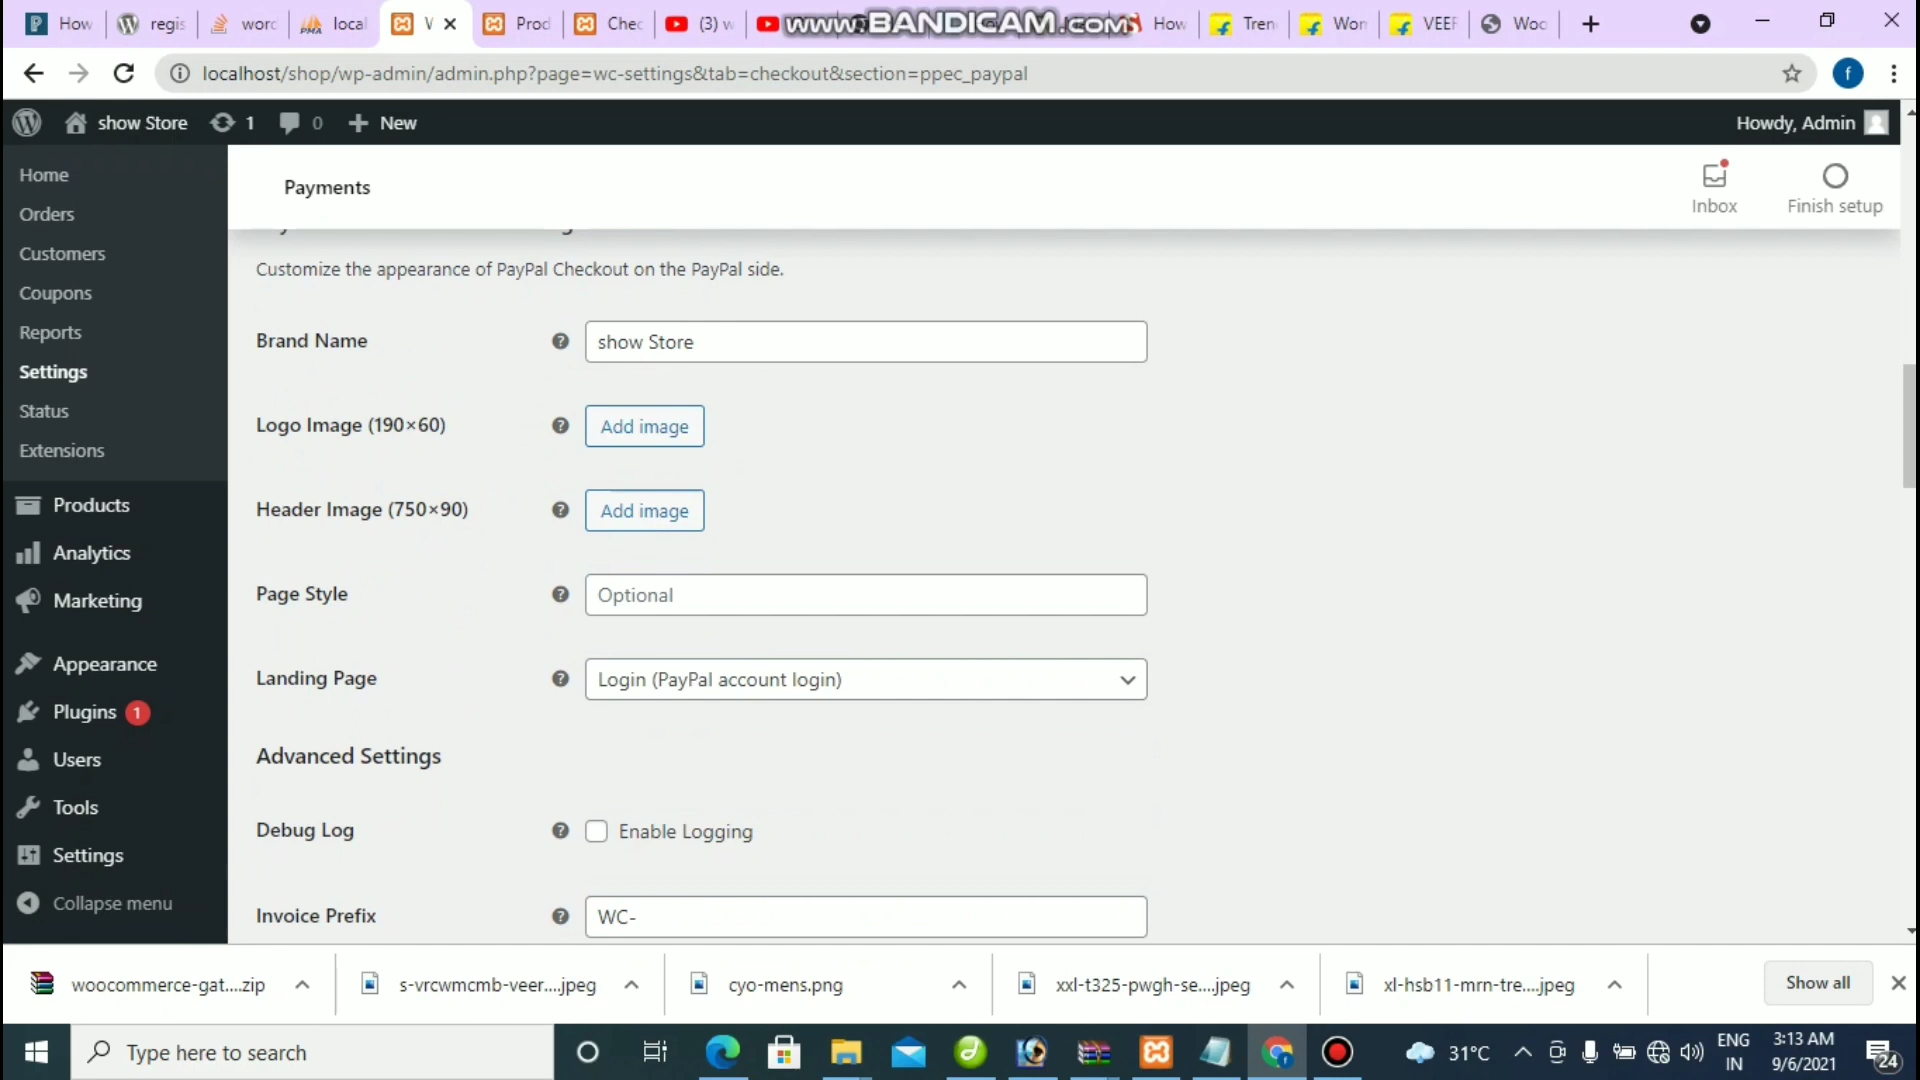 How
regis
word
local
Prod
Chec
(3) w
www.BANDICAM.com
How
Tren
Won
VEER
Woo
localhost/shop/wp-admin/admin.php?page=wc-settings&tab=checkout&section=ppec_paypal
f
show Store
1
0
New
Howdy, Admin
Home
Orders
Customers
Coupons
Reports
Settings
Status
Extensions
Products
Analytics
Marketing
Appearance
Plugins 1
Users
Tools
Settings
Collapse menu
Payments
Inbox
Finish setup
Customize the appearance of PayPal Checkout on the PayPal side.
Brand Name
show Store
Logo Image (190×60)
Add image
Header Image (750×90)
Add image
Page Style
Optional
Landing Page
Login (PayPal account login)
Advanced Settings
Debug Log
Enable Logging
Invoice Prefix
WC-
woocommerce-gat....zip
s-vrcwmcmb-veer....jpeg
cyo-mens.png
xxl-t325-pwgh-se....jpeg
xl-hsb11-mrn-tre....jpeg
Show all
Type here to search
31°C
ENG
IN
3:13 AM
9/6/2021
24